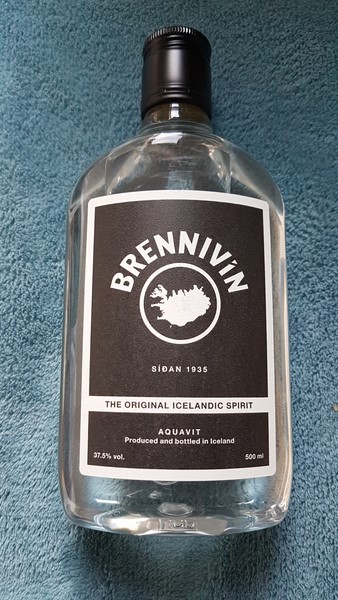 BRENNIVÍN
SÍÐAN 1935
THE ORIGINAL ICELANDIC SPIRIT
AQUAVIT
Produced and bottled in Iceland
37.5% vol. 500 ml